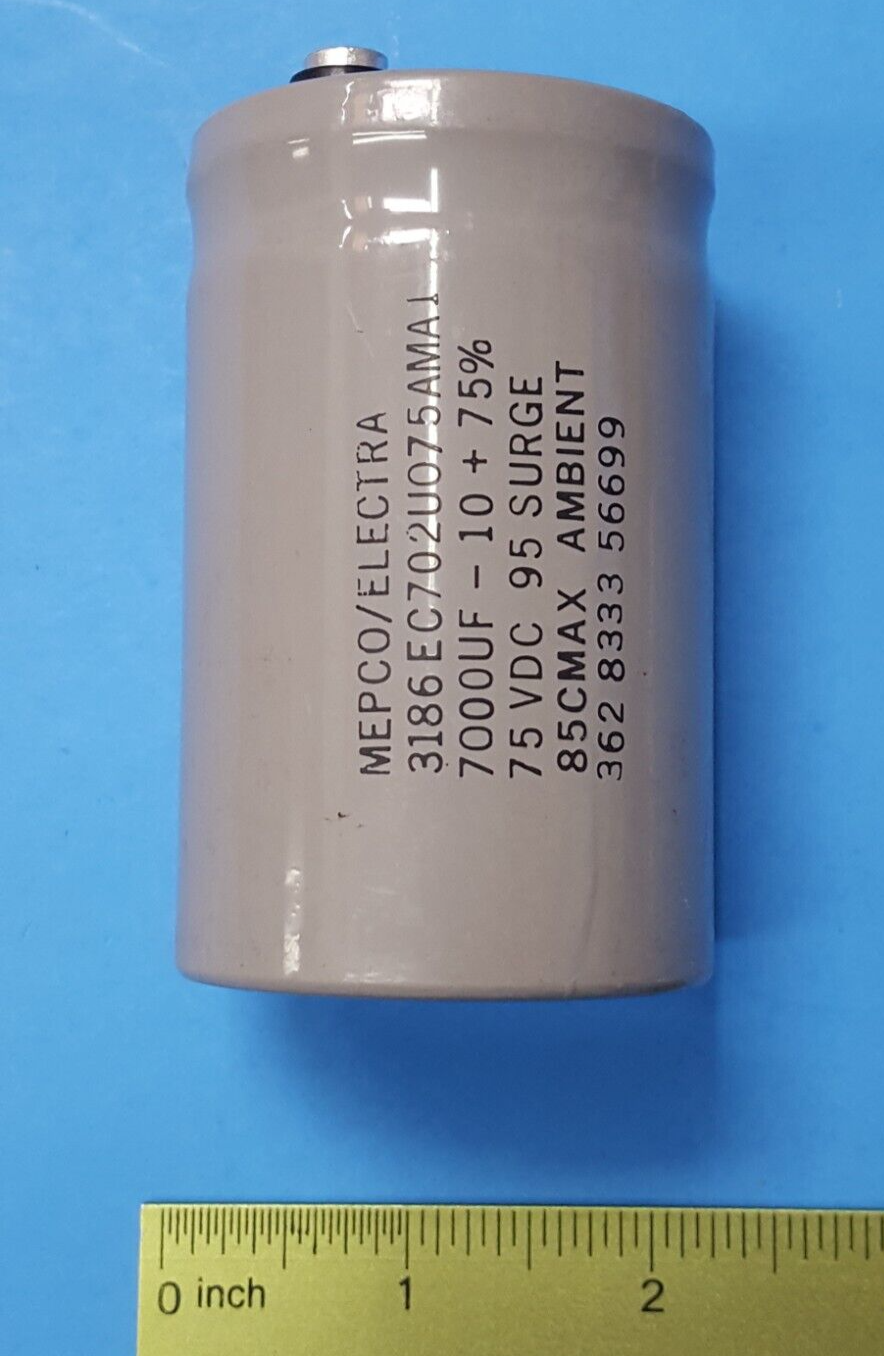 MEPCO/ELECTRA
3186EC702U075AMA1
7000UF -10 +75%
75 VDC 95 SURGE
85CMAX AMBIENT
362 8333 56699
0 inch 1 2